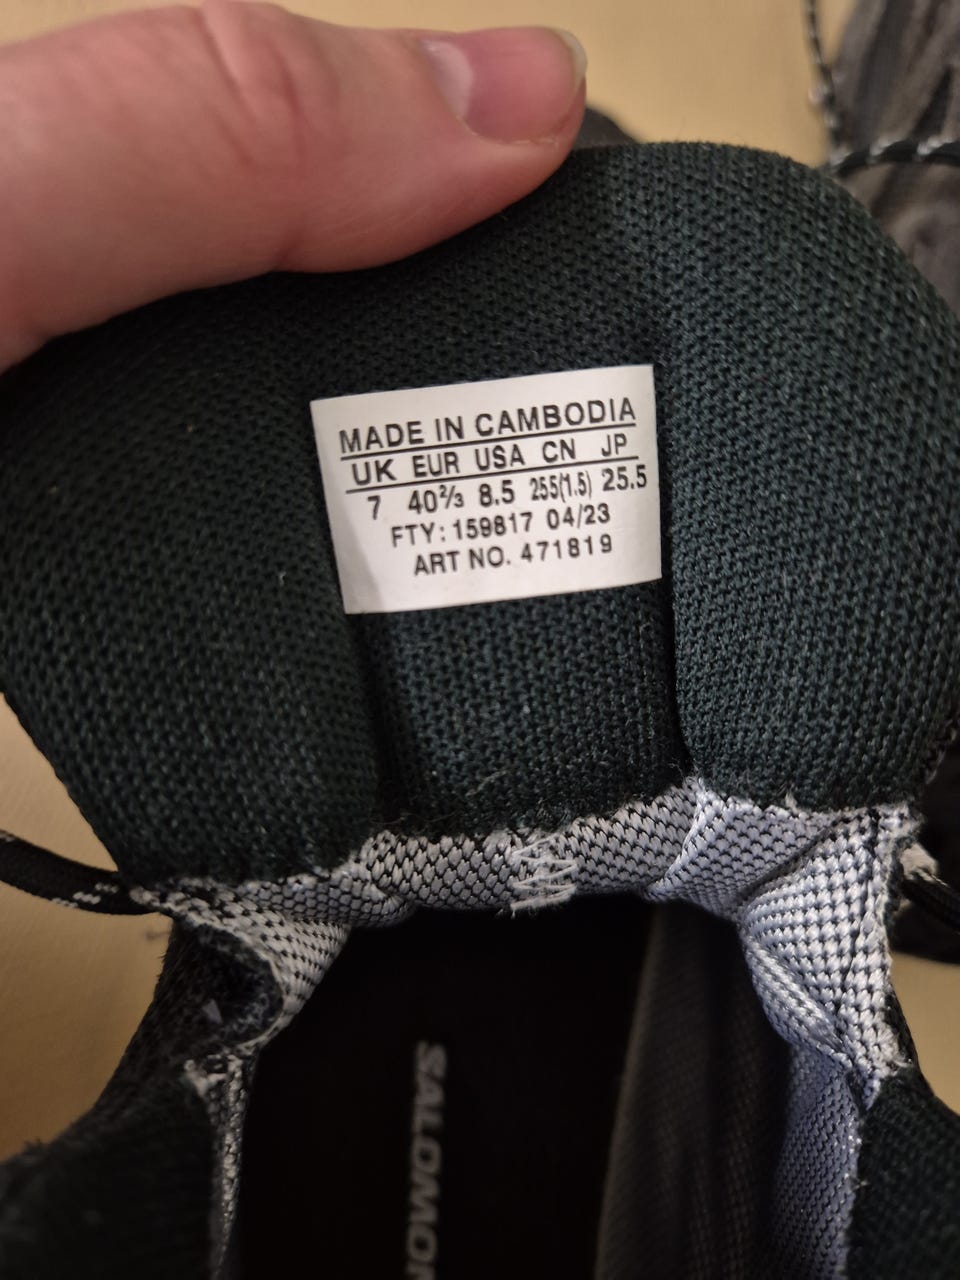 MADE IN CAMBODIA
UK EUR USA CN JP
7 40⅔ 8.5 255(1.5) 25.5
FTY: 159817 04/23
ART NO. 471819
SALOMON